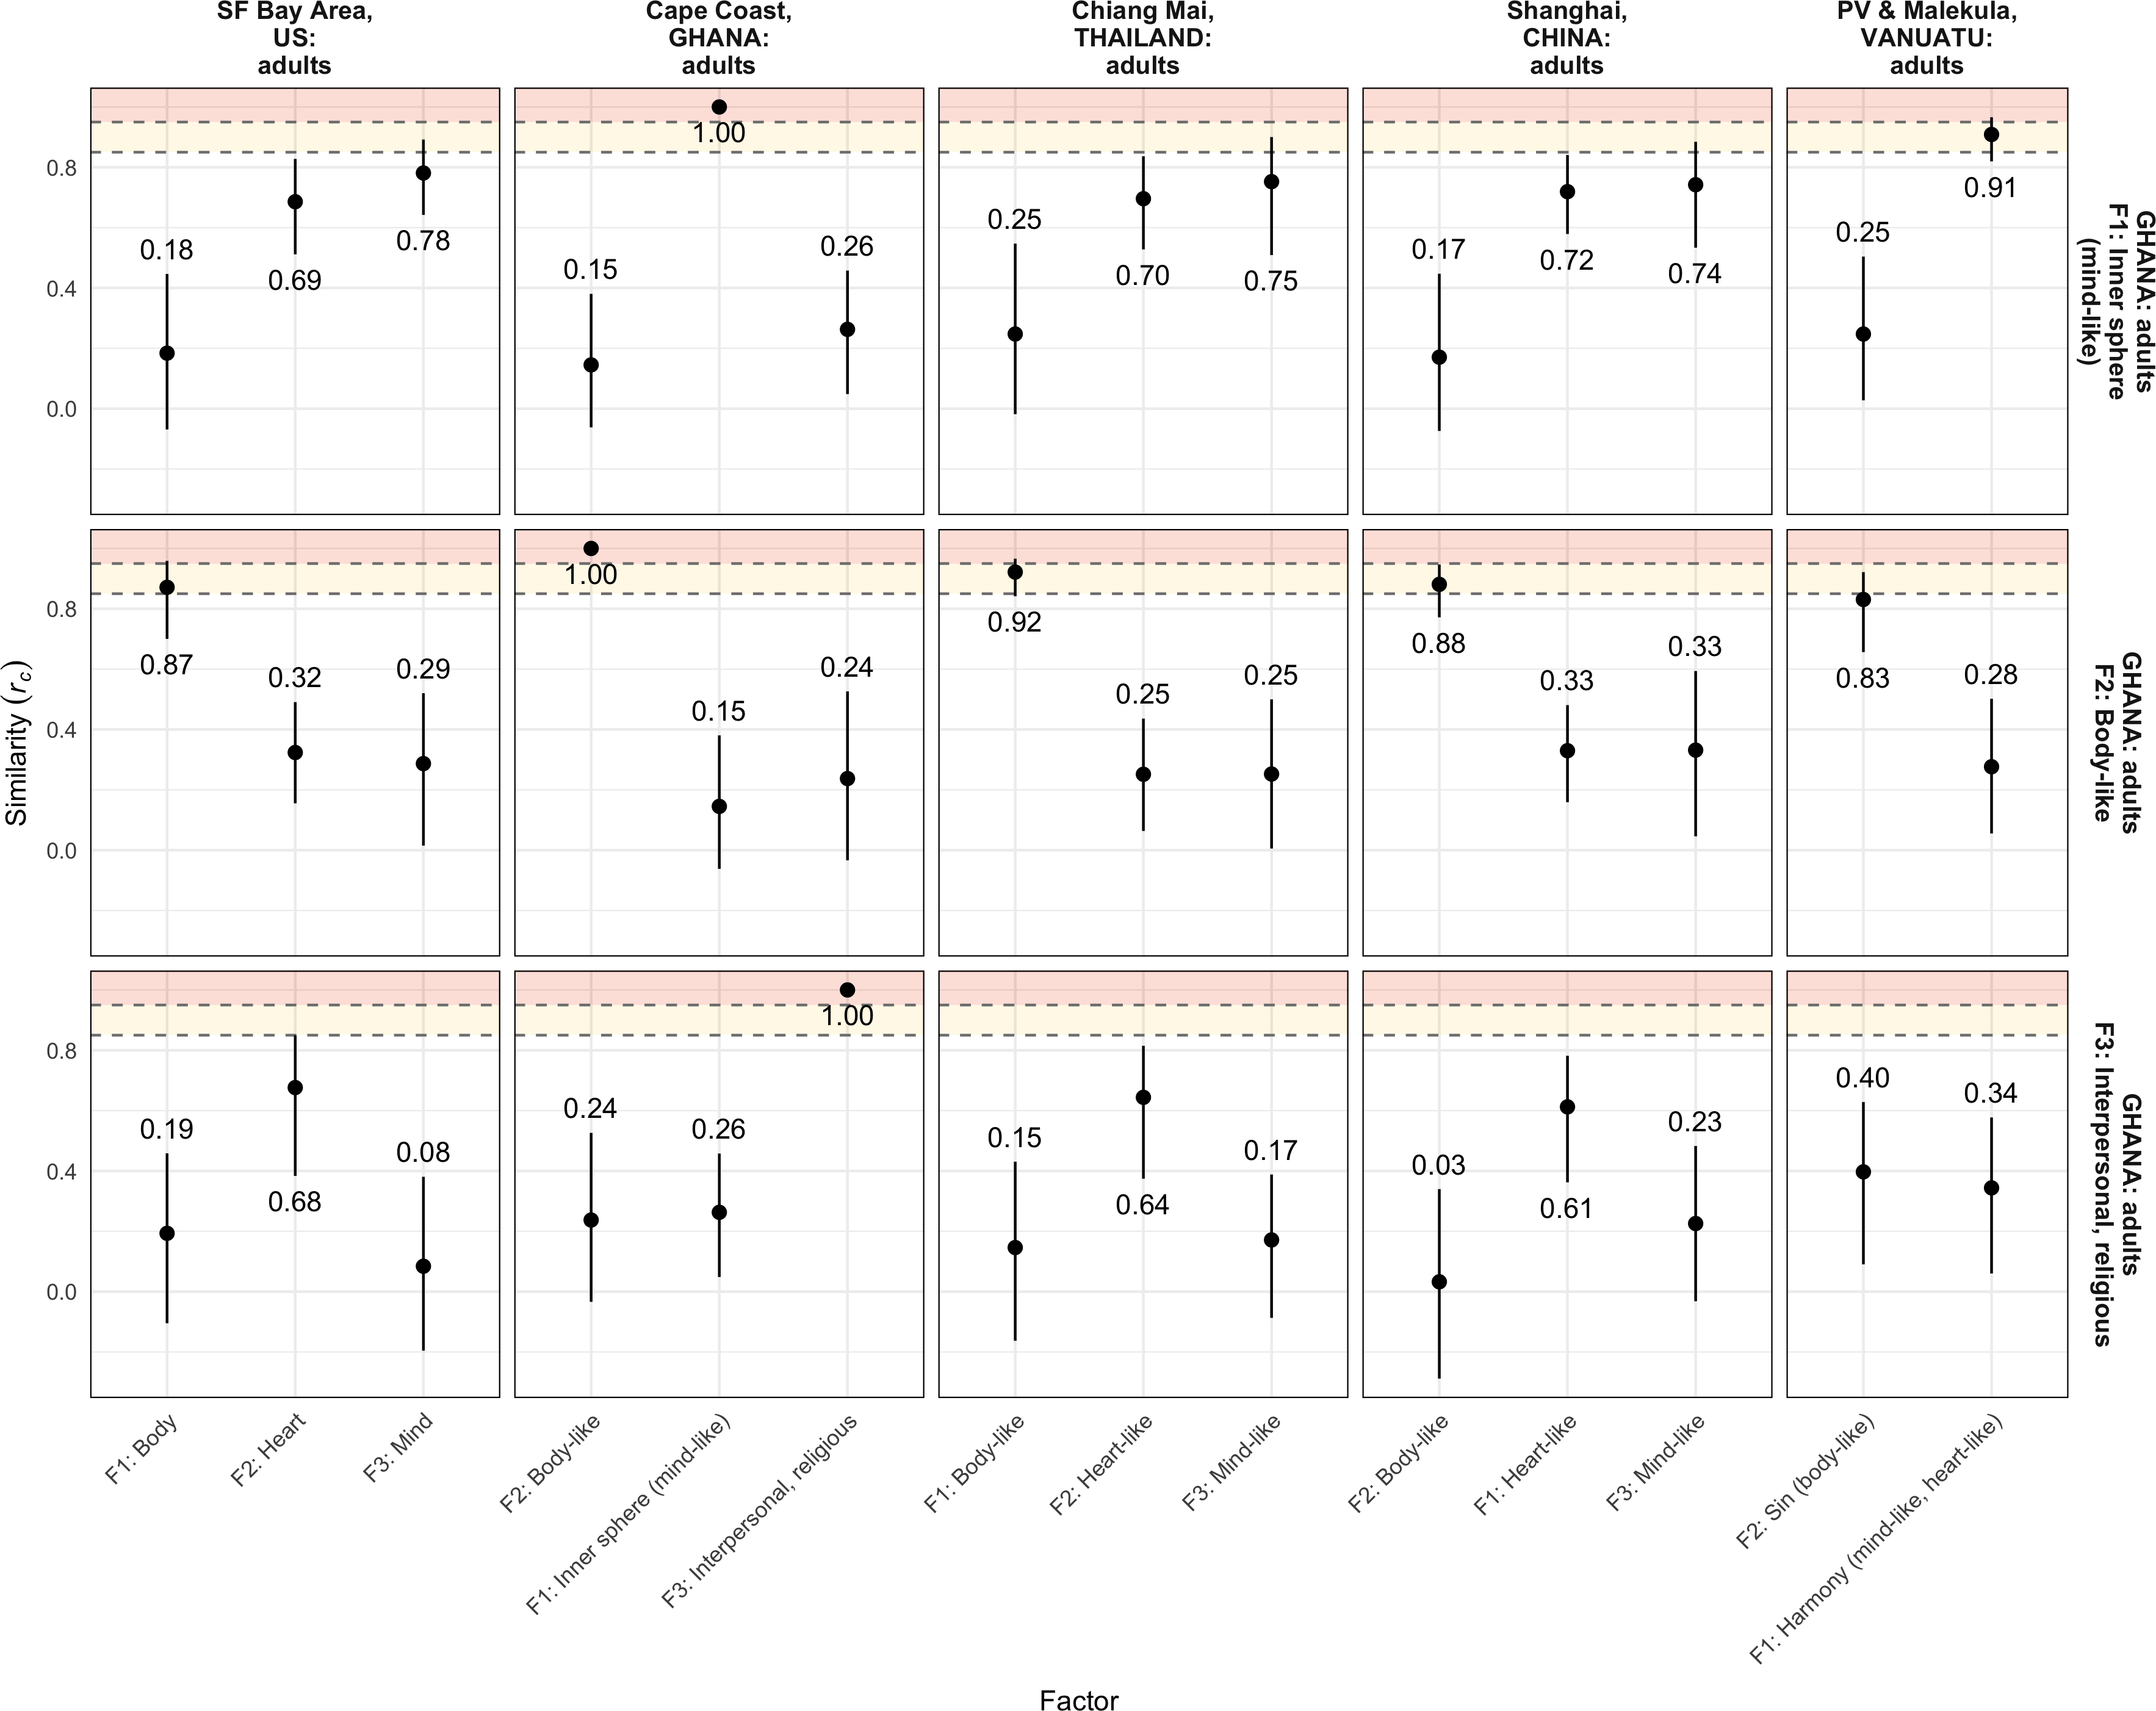 SF Bay Area,
US:
adults
Cape Coast,
GHANA:
adults
Chiang Mai,
THAILAND:
adults
Shanghai,
CHINA:
adults
PV & Malekula,
VANUATU:
adults
0.8
0.4
0.0
0.18
0.69
0.78
0.15
1.00
0.26
0.25
0.70
0.75
0.17
0.72
0.74
0.25
0.91
GHANA: adults
F1: Inner sphere
(mind-like)
Similarity (rc)
0.8
0.4
0.0
0.87
0.32
0.29
1.00
0.15
0.24
0.92
0.25
0.25
0.88
0.33
0.33
0.83
0.28
GHANA: adults
F2: Body-like
0.8
0.4
0.0
0.19
0.68
0.08
0.24
0.26
1.00
0.15
0.64
0.17
0.03
0.61
0.23
0.40
0.34
GHANA: adults
F3: Interpersonal, religious
F1: Body
F2: Heart
F3: Mind
F2: Body-like
F1: Inner sphere (mind-like)
F3: Interpersonal, religious
F1: Body-like
F2: Heart-like
F3: Mind-like
F2: Body-like
F1: Heart-like
F3: Mind-like
F2: Sin (body-like)
F1: Harmony (mind-like, heart-like)
Factor